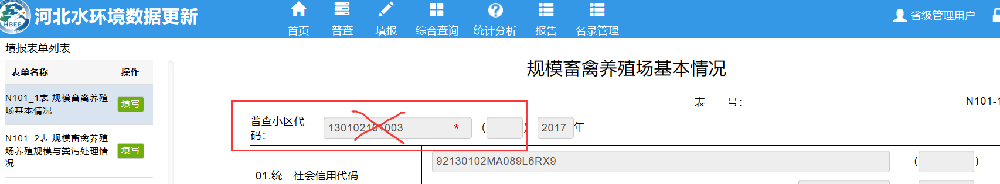 HBEE
河北水环境数据更新
首页 普查 填报 综合查询 统计分析 报告 名录管理
省级管理用户
填报表单列表
表单名称 操作
N101_1表 规模畜禽养殖
场基本情况
填写
N101_2表 规模畜禽养殖
场养殖规模与粪污处理情
况
填写
规模畜禽养殖场基本情况
表 号:
N101-1
普查小区代
码:
130102101003 * ( ) 2017 年
01.统一社会信用代码
92130102MA089L6RX9 ( )